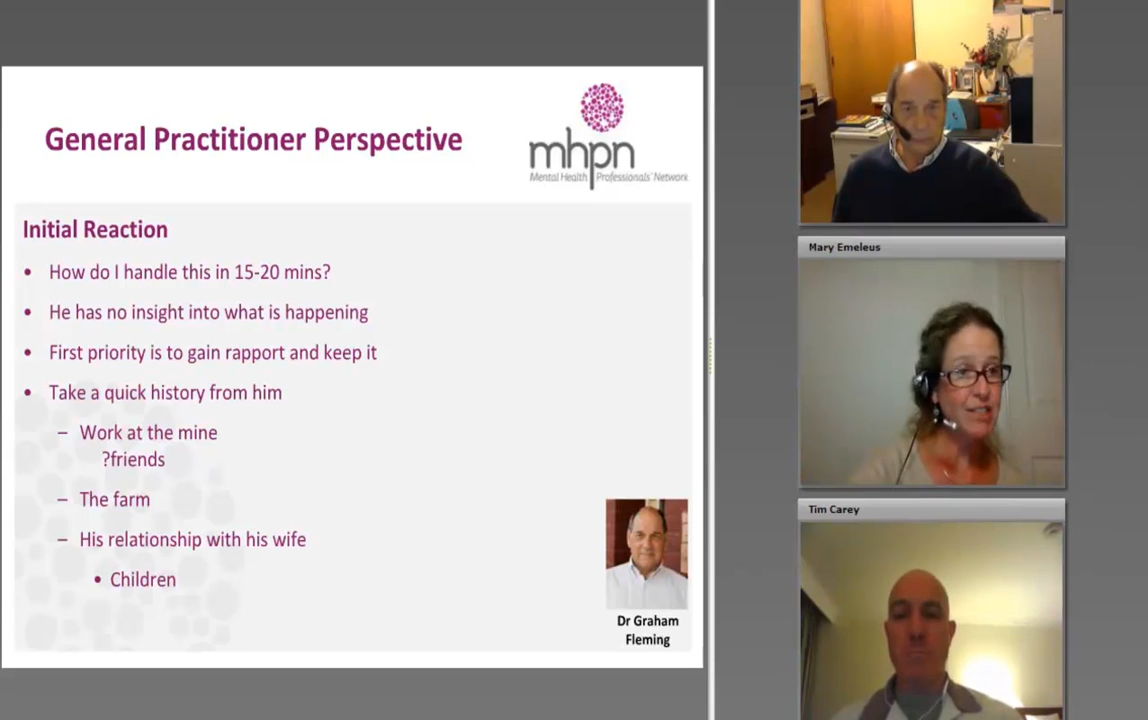 General Practitioner Perspective
mhpn
Mental Health Professionals' Network
Initial Reaction
• How do I handle this in 15-20 mins?
• He has no insight into what is happening
• First priority is to gain rapport and keep it
• Take a quick history from him
– Work at the mine
?friends
– The farm
– His relationship with his wife
• Children
Dr Graham
Fleming
Mary Emeleus
Tim Carey